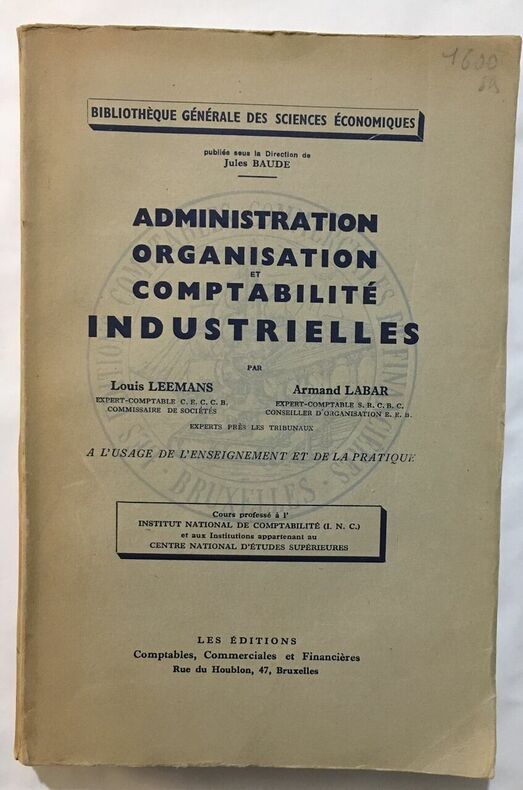 1600
BIBLIOTHÈQUE GÉNÉRALE DES SCIENCES ÉCONOMIQUES
publiée sous la Direction de
Jules BAUDE
ADMINISTRATION
ORGANISATION
ET
COMPTABILITÉ
INDUSTRIELLES
PAR
Louis LEEMANS
EXPERT-COMPTABLE C. E. C. C. B.
COMMISSAIRE DE SOCIÉTÉS
Armand LABAR
EXPERT-COMPTABLE S. R. C. B. C.
CONSEILLER D'ORGANISATION E. E. B.
EXPERTS PRÈS LES TRIBUNAUX
A L'USAGE DE L'ENSEIGNEMENT ET DE LA PRATIQUE
Cours professé à l'
INSTITUT NATIONAL DE COMPTABILITÉ (I. N. C.)
et aux Institutions appartenant au
CENTRE NATIONAL D'ÉTUDES SUPÉRIEURES
LES ÉDITIONS
Comptables, Commerciales et Financières
Rue du Houblon, 47, Bruxelles
BRUXELLES